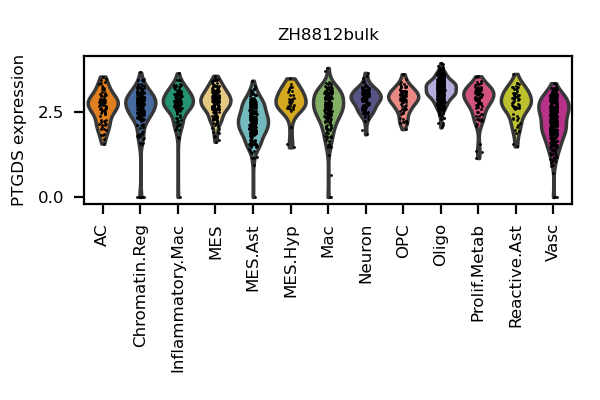 ZH8812bulk
PTGDS expression
2.5
0.0
AC
Chromatin.Reg
Inflammatory.Mac
MES
MES.Ast
MES.Hyp
Mac
Neuron
OPC
Oligo
Prolif.Metab
Reactive.Ast
Vasc